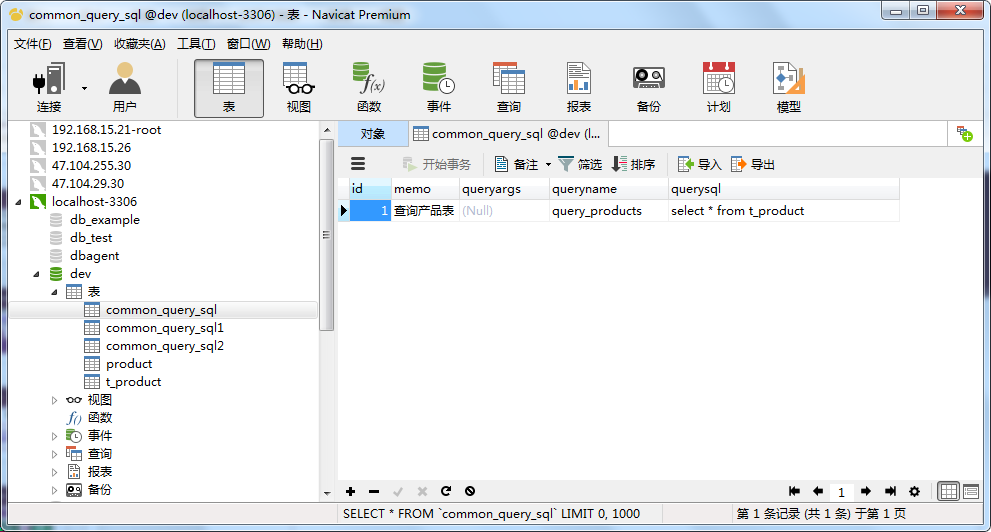 common_query_sql @dev (localhost-3306) - 表 - Navicat Premium
文件(F) 查看(V) 收藏夹(A) 工具(T) 窗口(W) 帮助(H)
连接 用户 表 视图 函数 事件 查询 报表 备份 计划 模型
192.168.15.21-root
192.168.15.26
47.104.255.30
47.104.29.30
localhost-3306
db_example
db_test
dbagent
dev
表
common_query_sql
common_query_sql1
common_query_sql2
product
t_product
视图
f() 函数
事件
查询
报表
备份
对象 common_query_sql @dev (l...
开始事务 备注 筛选 排序 导入 导出
id memo queryargs queryname querysql
1 查询产品表 (Null) query_products select * from t_product
1
SELECT * FROM `common_query_sql` LIMIT 0, 1000 第 1 条记录 (共 1 条) 于第 1 页